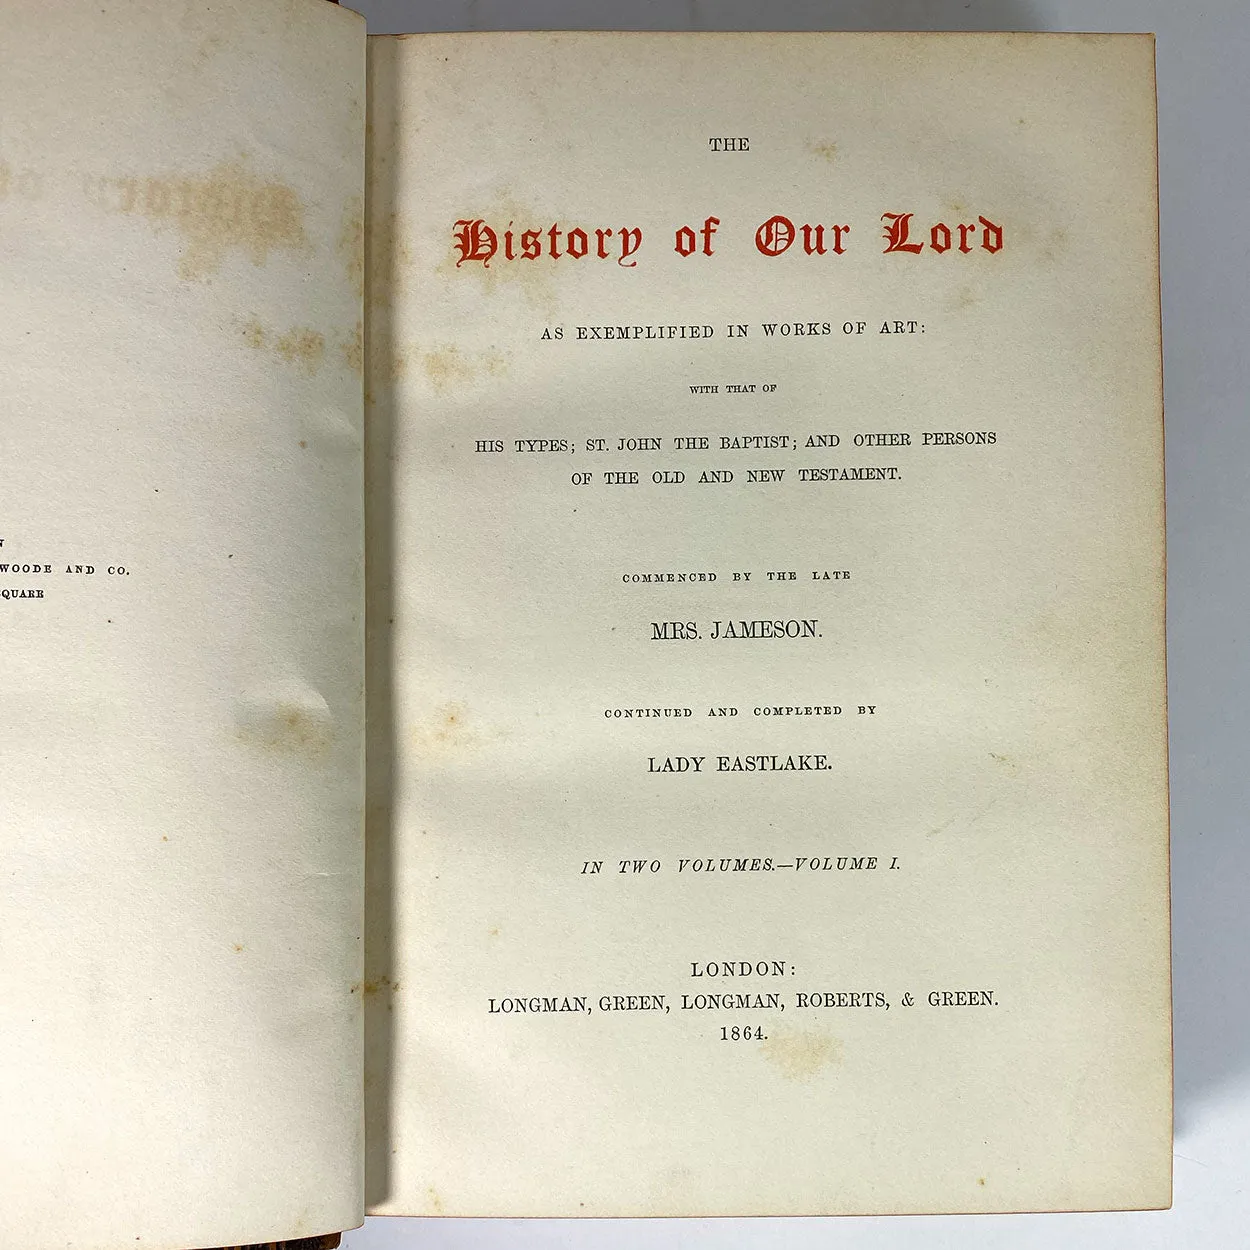 WOODE AND CO.
SQUARE
THE
History of Our Lord
AS EXEMPLIFIED IN WORKS OF ART:
WITH THAT OF
HIS TYPES; ST. JOHN THE BAPTIST; AND OTHER PERSONS
OF THE OLD AND NEW TESTAMENT.
COMMENCED BY THE LATE
MRS. JAMESON.
CONTINUED AND COMPLETED BY
LADY EASTLAKE.
IN TWO VOLUMES.—VOLUME I.
LONDON:
LONGMAN, GREEN, LONGMAN, ROBERTS, & GREEN.
1864.